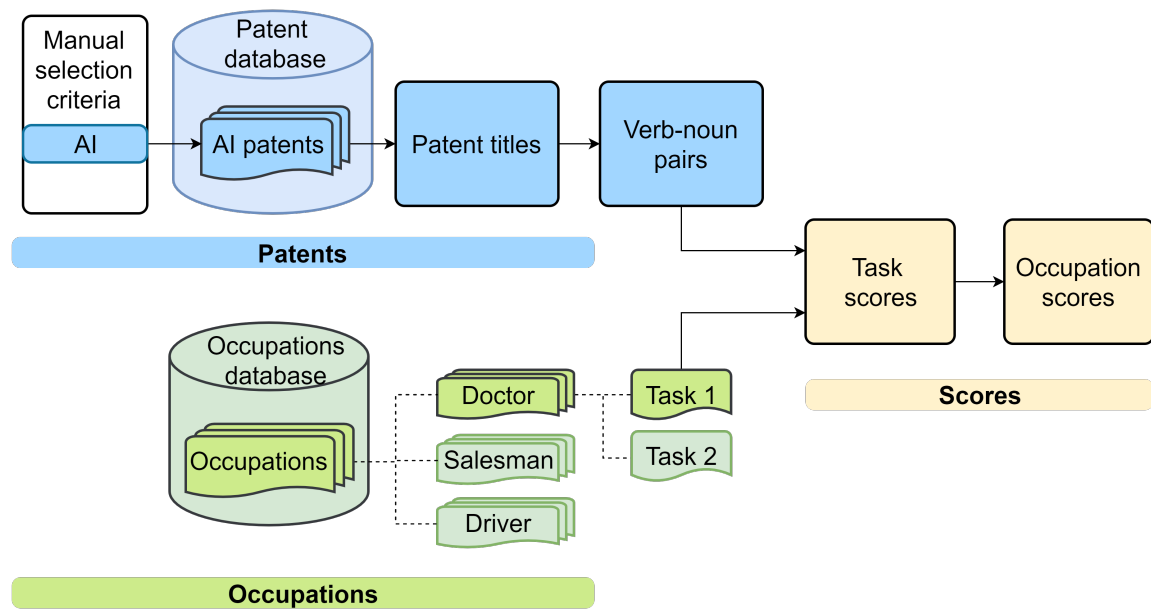 Manual
selection
criteria
AI
Patent
database
AI patents
Patent titles
Verb-noun
pairs
Patents
Task
scores
Occupation
scores
Scores
Occupations
database
Occupations
Doctor
Salesman
Driver
Task 1
Task 2
Occupations